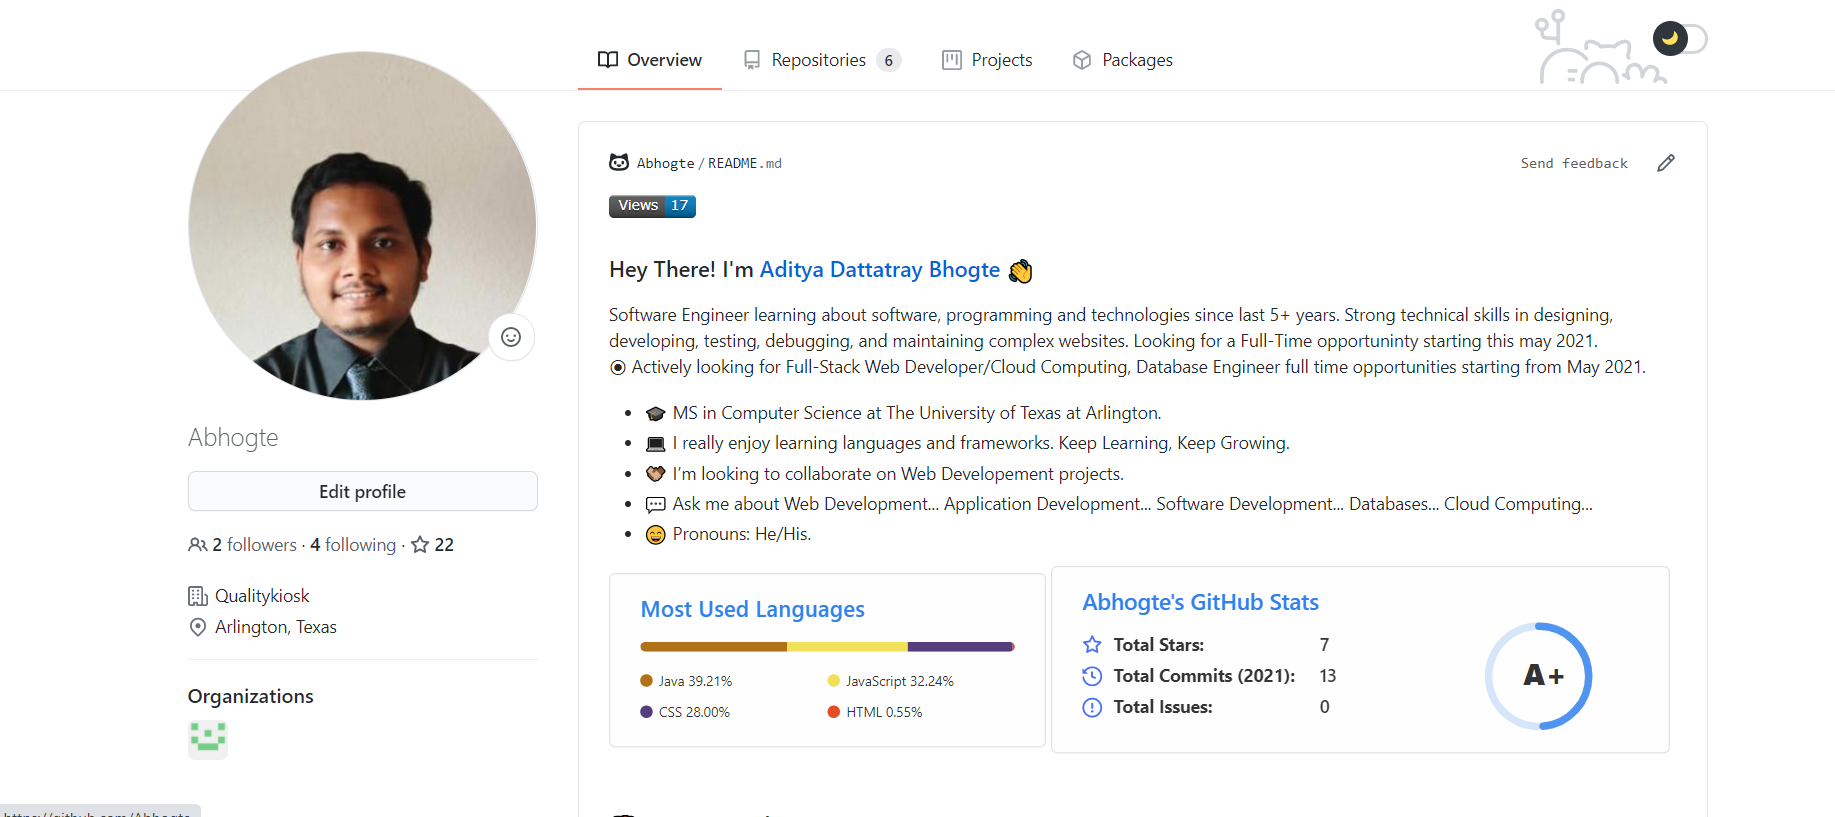 Overview
Repositories 6
Projects
Packages
Abhogte / README.md
Send feedback
Views 17
Hey There! I'm Aditya Dattatray Bhogte 👏
Software Engineer learning about software, programming and technologies since last 5+ years. Strong technical skills in designing,
developing, testing, debugging, and maintaining complex websites. Looking for a Full-Time opportuninty starting this may 2021.
Actively looking for Full-Stack Web Developer/Cloud Computing, Database Engineer full time opportunities starting from May 2021.
MS in Computer Science at The University of Texas at Arlington.
I really enjoy learning languages and frameworks. Keep Learning, Keep Growing.
I'm looking to collaborate on Web Developement projects.
Ask me about Web Development... Application Development... Software Development... Databases... Cloud Computing...
Pronouns: He/His.
Abhogte
Edit profile
2 followers · 4 following · 22
Qualitykiosk
Arlington, Texas
Organizations
Most Used Languages
Java 39.21%
JavaScript 32.24%
CSS 28.00%
HTML 0.55%
Abhogte's GitHub Stats
Total Stars: 7
Total Commits (2021): 13
Total Issues: 0
A+
https://github.com/Abhogte